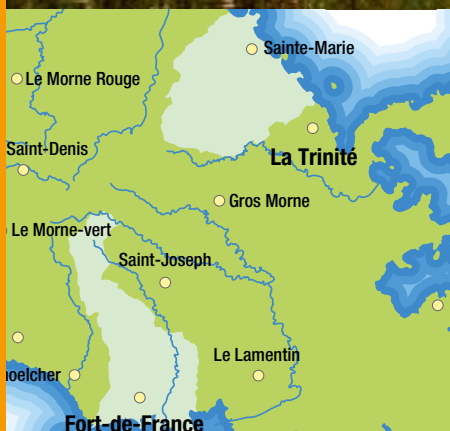 Sainte-Marie
Le Morne Rouge
Saint-Denis
La Trinité
Gros Morne
Le Morne-vert
Saint-Joseph
Le Lamentin
hoelcher
Fort-de-France